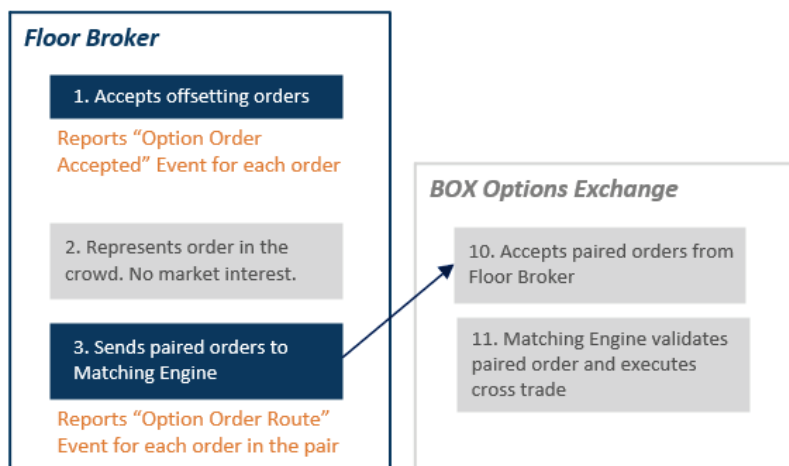 Floor Broker
1. Accepts offsetting orders
Reports “Option Order
Accepted” Event for each order
2. Represents order in the
crowd. No market interest.
3. Sends paired orders to
Matching Engine
Reports “Option Order Route”
Event for each order in the pair
BOX Options Exchange
10. Accepts paired orders from
Floor Broker
11. Matching Engine validates
paired order and executes
cross trade